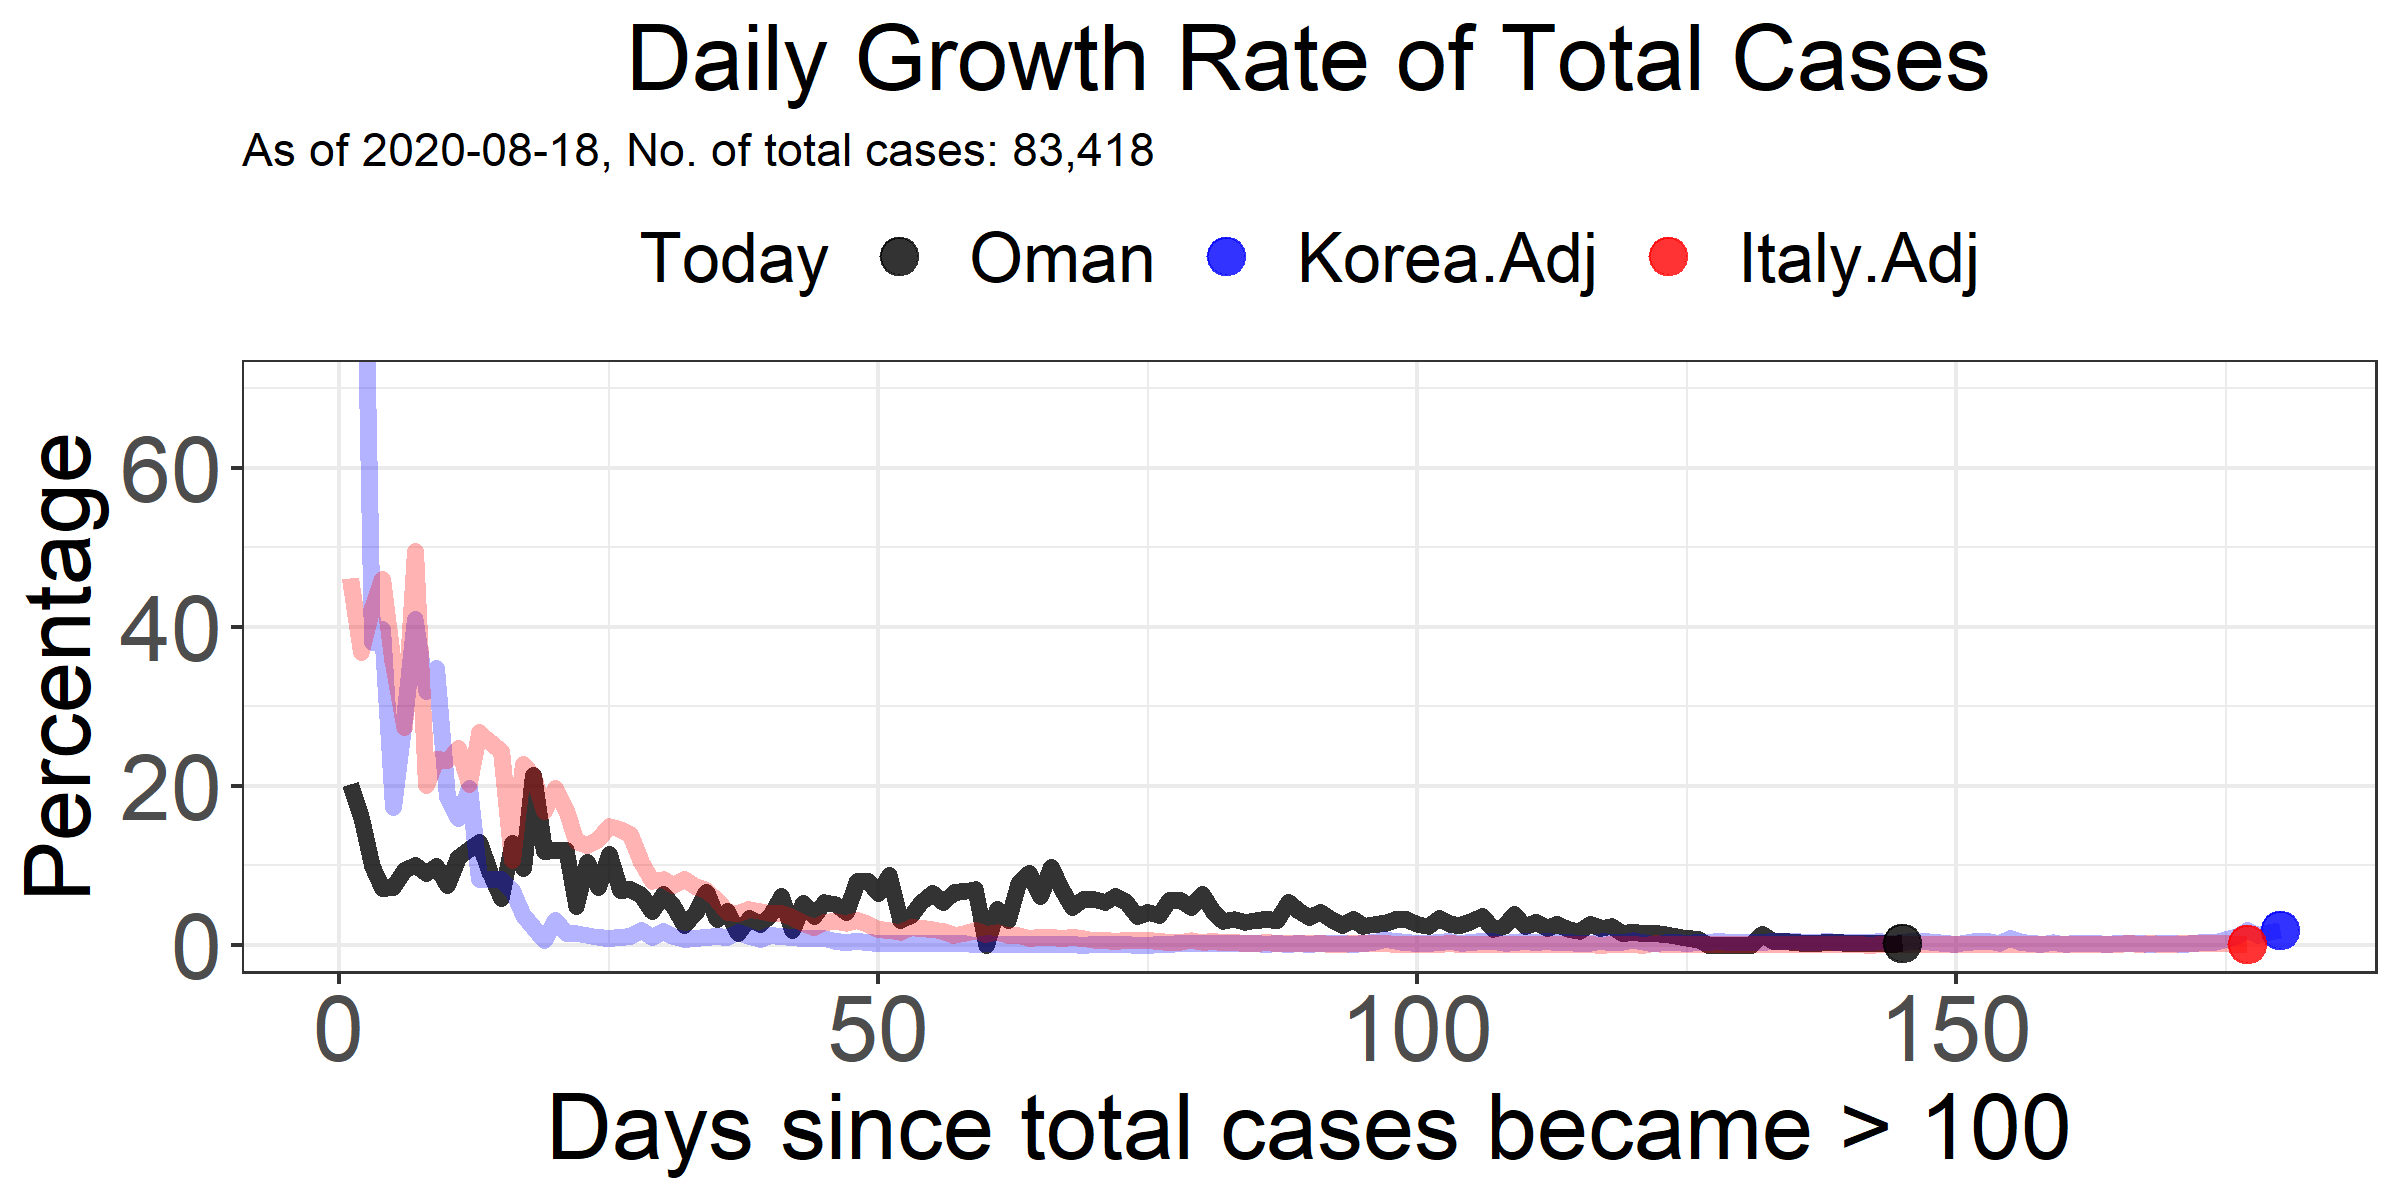 Daily Growth Rate of Total Cases
As of 2020-08-18, No. of total cases: 83,418
Today Oman Korea.Adj Italy.Adj
Percentage
60
40
20
0
0 50 100 150
Days since total cases became > 100